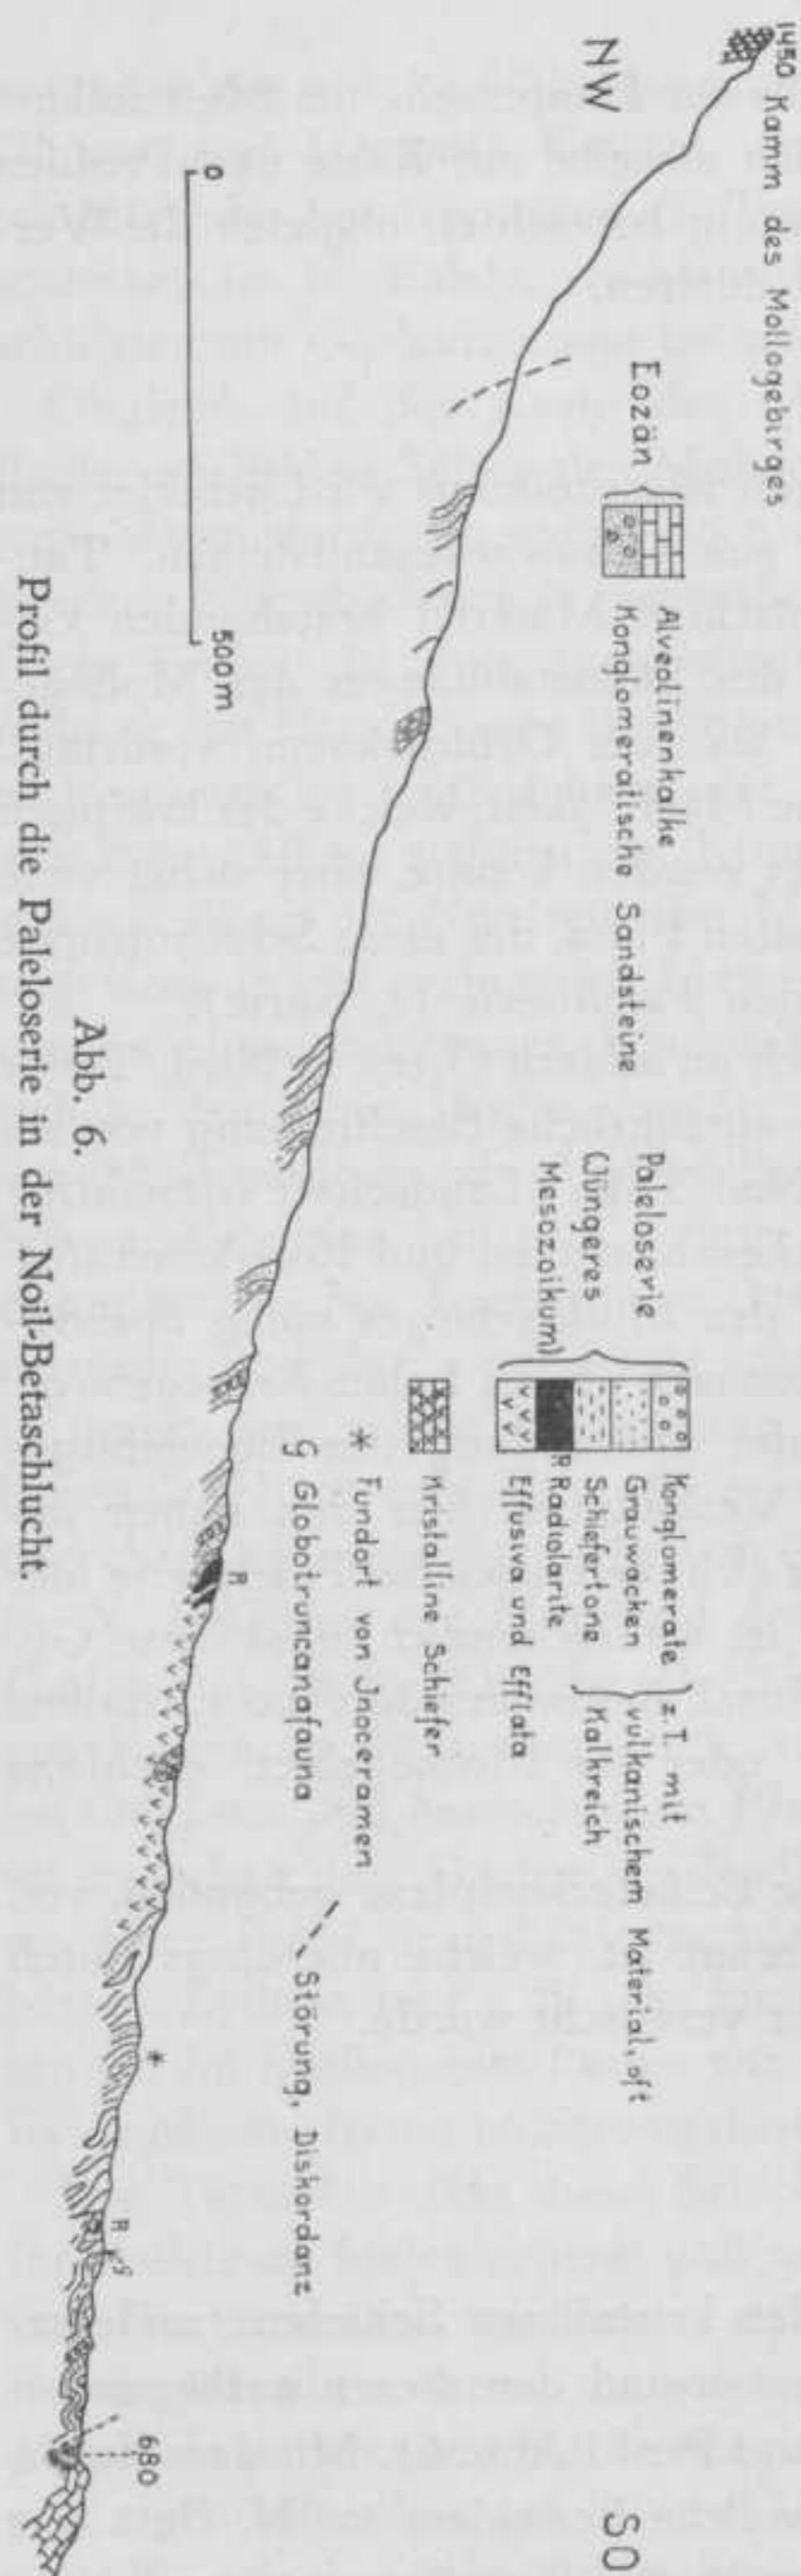 1450 Kamm des Mollogebirges
NW
SO
Eozän
Alveolinenkalke
Konglomeratische Sandsteine
Paleloserie
(Jüngeres
Mesozoikum)
Konglomerate
Grauwacken
Schiefertone
R Radiolarite
Effusiva und Efflata
z.T. mit
vulkanischem Material, oft
Kalkreich
Kristalline Schiefer
* Fundort von Jnoceramen
G Globotruncanafauna
Störung, Diskordanz
0
500 m
R
*
R
G
680
Abb. 6.
Profil durch die Paleloserie in der Noil-Betaschlucht.